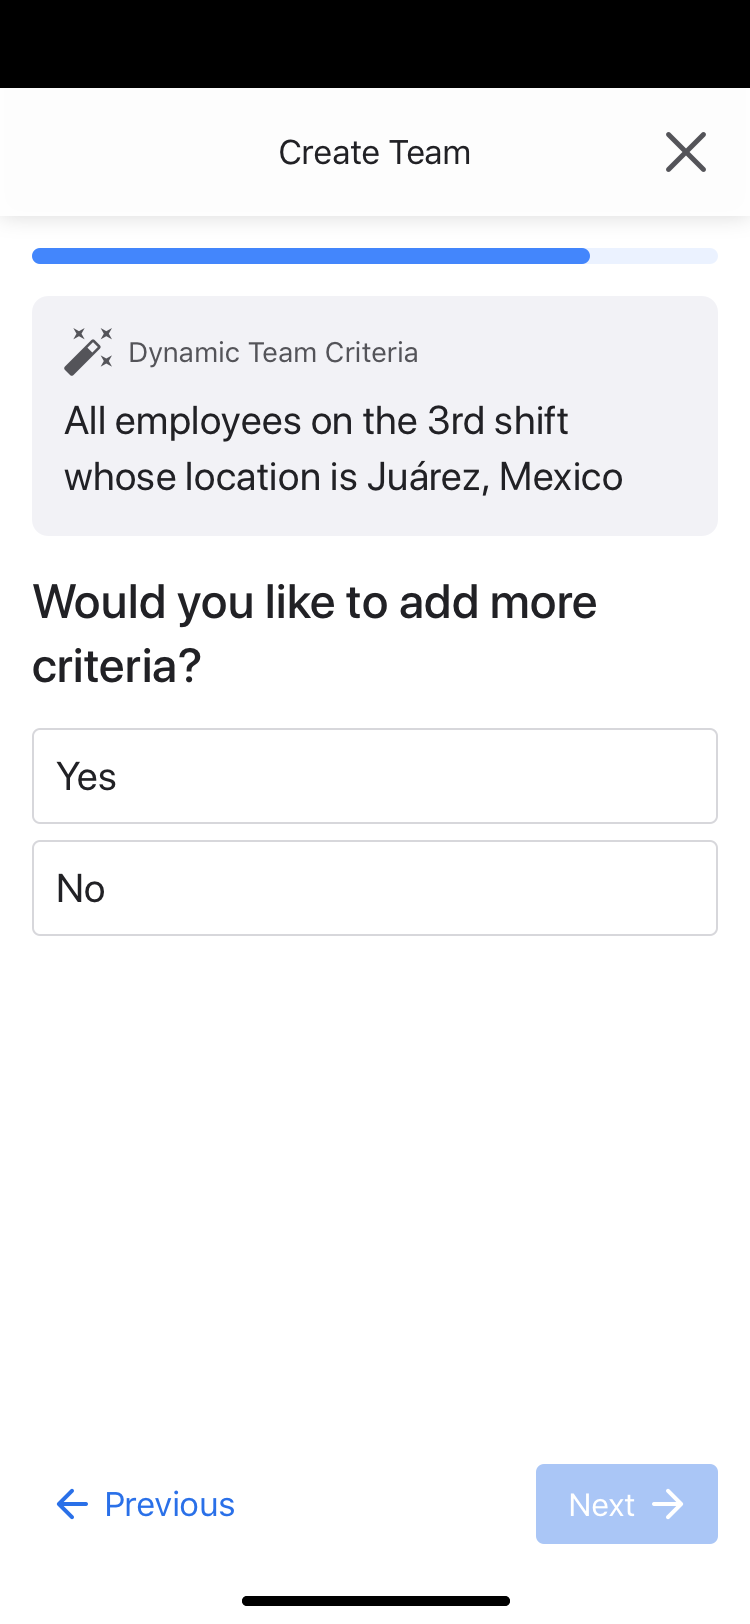 Create Team
Dynamic Team Criteria
All employees on the 3rd shift
whose location is Juárez, Mexico
Would you like to add more
criteria?
Yes
No
Previous
Next